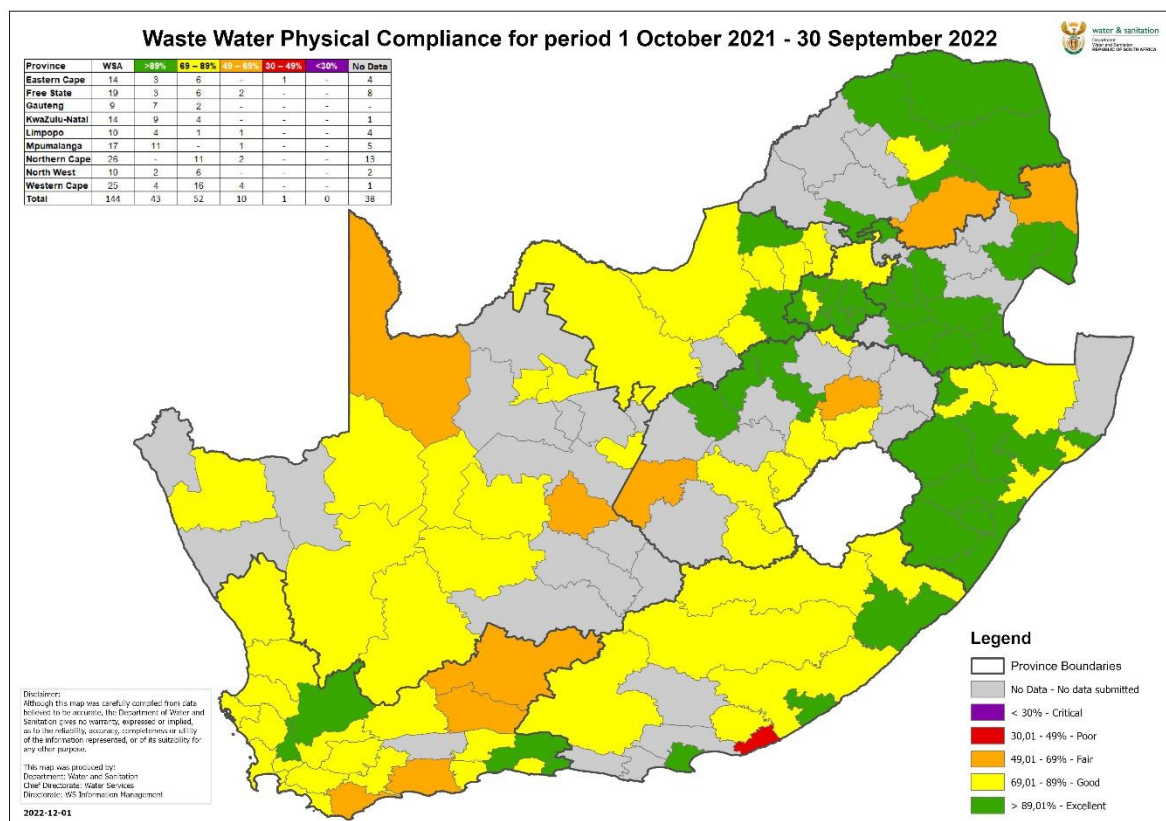 Waste Water Physical Compliance for period 1 October 2021 - 30 September 2022
water & sanitation
Department:
Water and Sanitation
REPUBLIC OF SOUTH AFRICA
Province WSA >89% 69 – 89% 49 – 69% 30 – 49% <30% No Data
Eastern Cape 14 3 6 - 1 - 4
Free State 19 3 6 2 - - 8
Gauteng 9 7 2 - - - -
KwaZulu-Natal 14 9 4 - - - 1
Limpopo 10 4 1 1 - - 4
Mpumalanga 17 11 - 1 - - 5
Northern Cape 26 - 11 2 - - 13
North West 10 2 6 - - - 2
Western Cape 25 4 16 4 - - 1
Total 144 43 52 10 1 0 38
Legend
Province Boundaries
No Data - No data submitted
< 30% - Critical
30,01 - 49% - Poor
49,01 - 69% - Fair
69,01 - 89% - Good
> 89,01% - Excellent
Disclaimer:
Although this map was carefully compiled from data
believed to be accurate, the Department of Water and
Sanitation gives no warranty, expressed or implied,
as to the reliability, accuracy, completeness or utility
of the information represented, or of its suitability for
any other purpose.
This map was produced by:
Department: Water and Sanitation
Chief Directorate: Water Services
Directorate: WS Information Management
2022-12-01